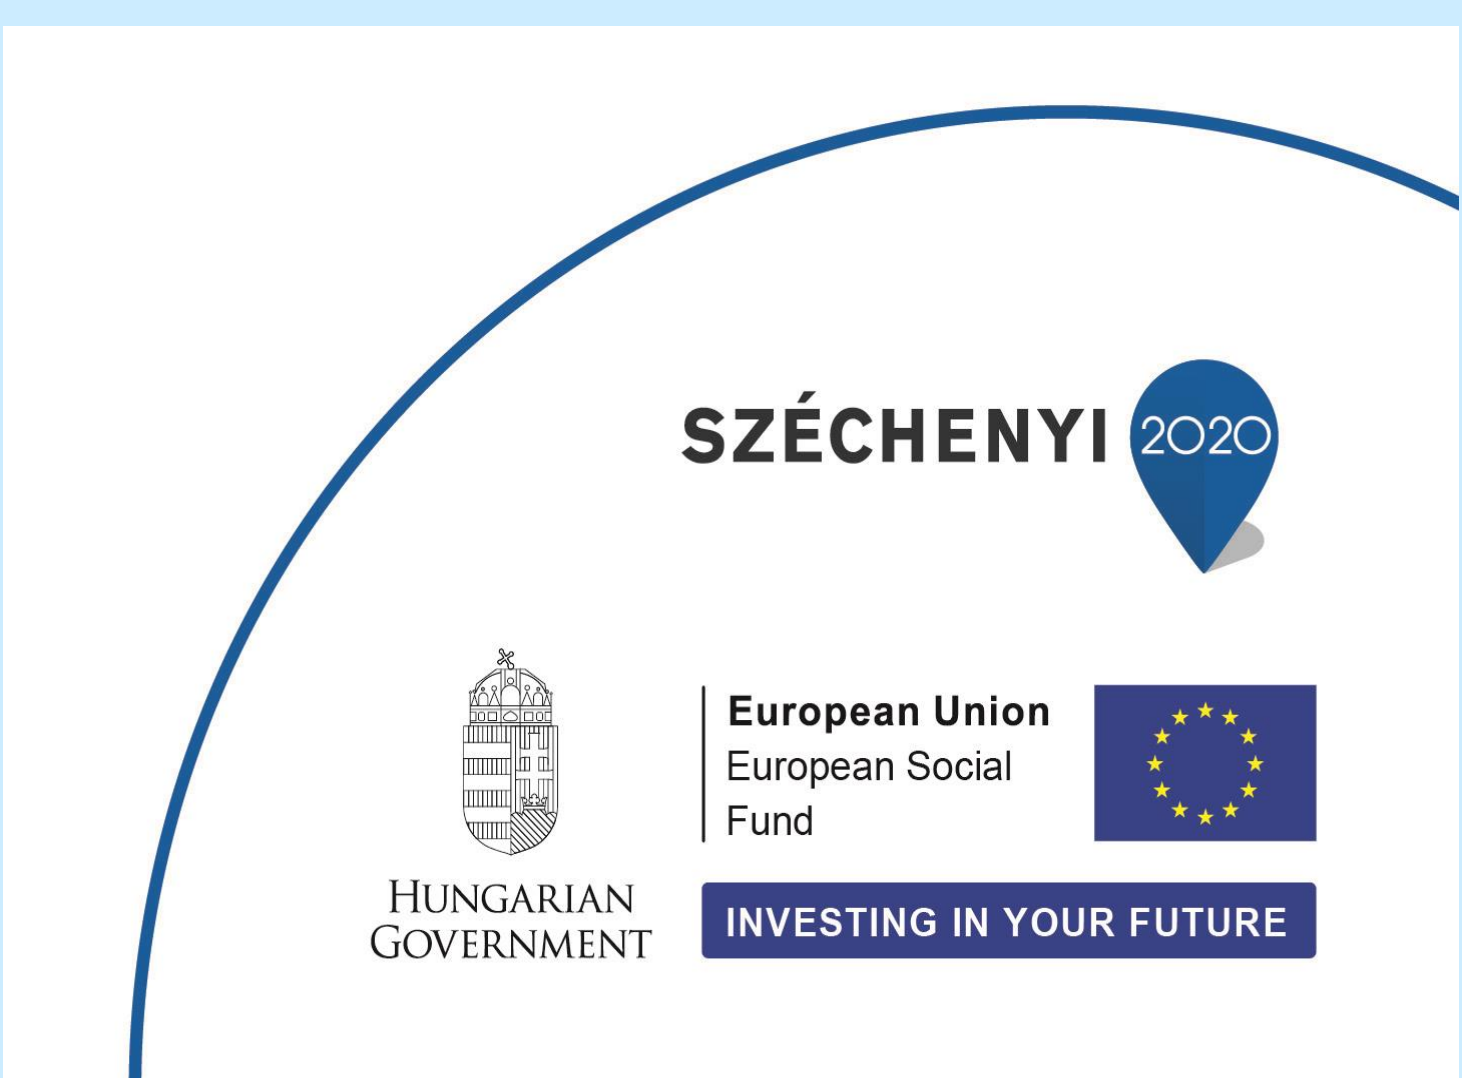 SZÉCHENYI 2020
European Union
European Social
Fund
HUNGARIAN
GOVERNMENT
INVESTING IN YOUR FUTURE